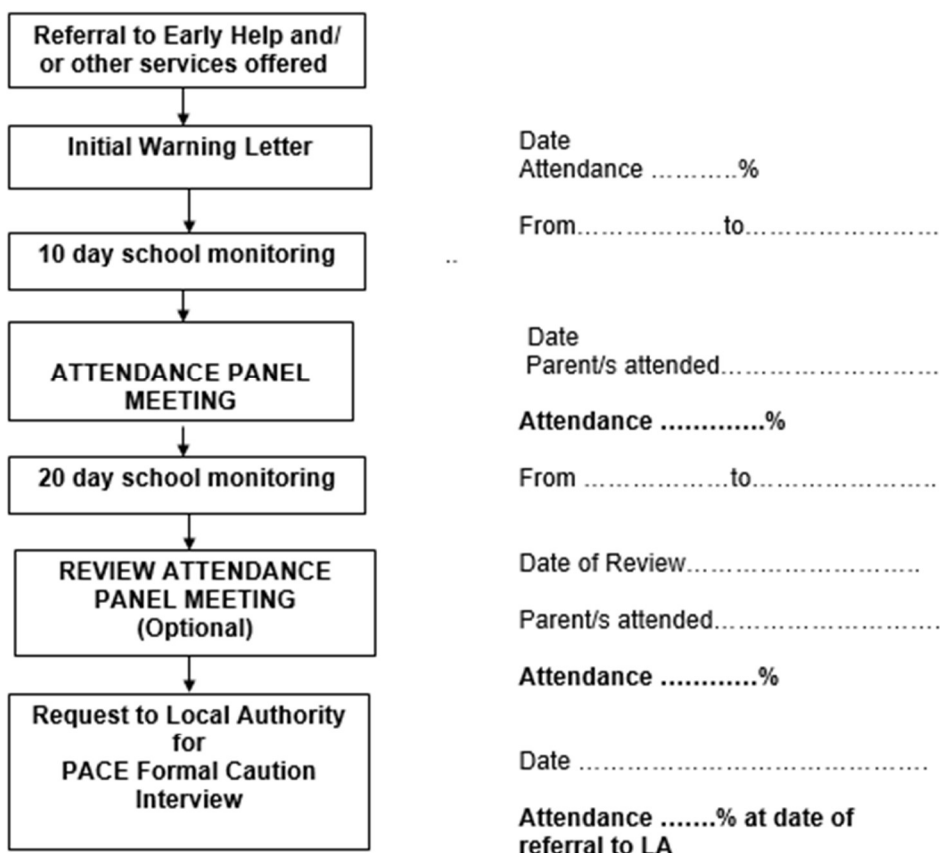 Referral to Early Help and/
or other services offered
Initial Warning Letter
Date
Attendance ………..%
10 day school monitoring
..
From………………to……………………
ATTENDANCE PANEL
MEETING
Date
Parent/s attended………………………
Attendance ………….%
20 day school monitoring
From ………………to…………………..
REVIEW ATTENDANCE
PANEL MEETING
(Optional)
Date of Review……………………..
Parent/s attended……………………….
Attendance …………%
Request to Local Authority
for
PACE Formal Caution
Interview
Date …………………………………
Attendance …….% at date of
referral to LA